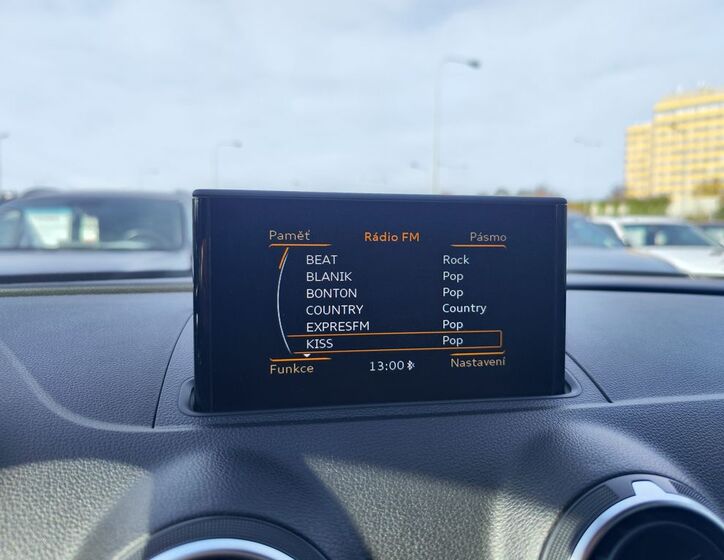 Paměť Rádio FM Pásmo
BEAT Rock
BLANIK Pop
BONTON Pop
COUNTRY Country
EXPRESFM Pop
KISS Pop
Funkce 13:00 Nastavení